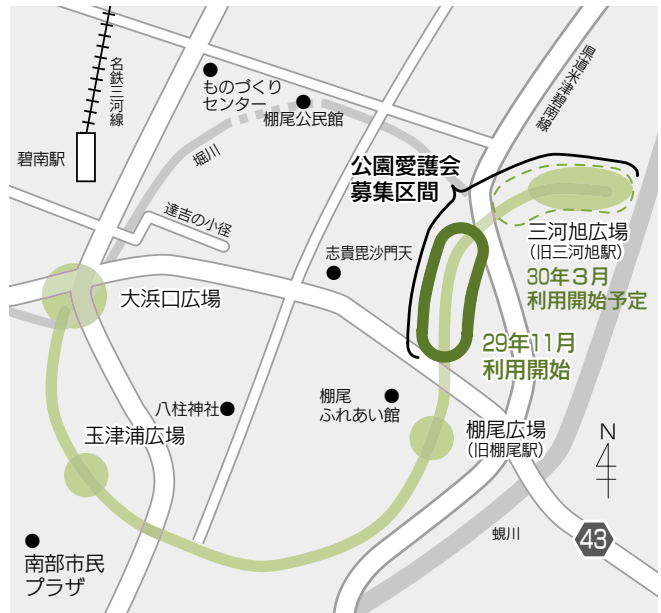 名鉄三河線
碧南駅
ものづくり
センター
棚尾公民館
堀川
県道米津碧南線
公園愛護会
募集区間
達吉の小径
志貴毘沙門天
三河旭広場
(旧三河旭駅)
30年3月
利用開始予定
大浜口広場
29年11月
利用開始
棚尾
ふれあい館
八柱神社
玉津浦広場
棚尾広場
(旧棚尾駅)
N
蜆川
43
南部市民
プラザ